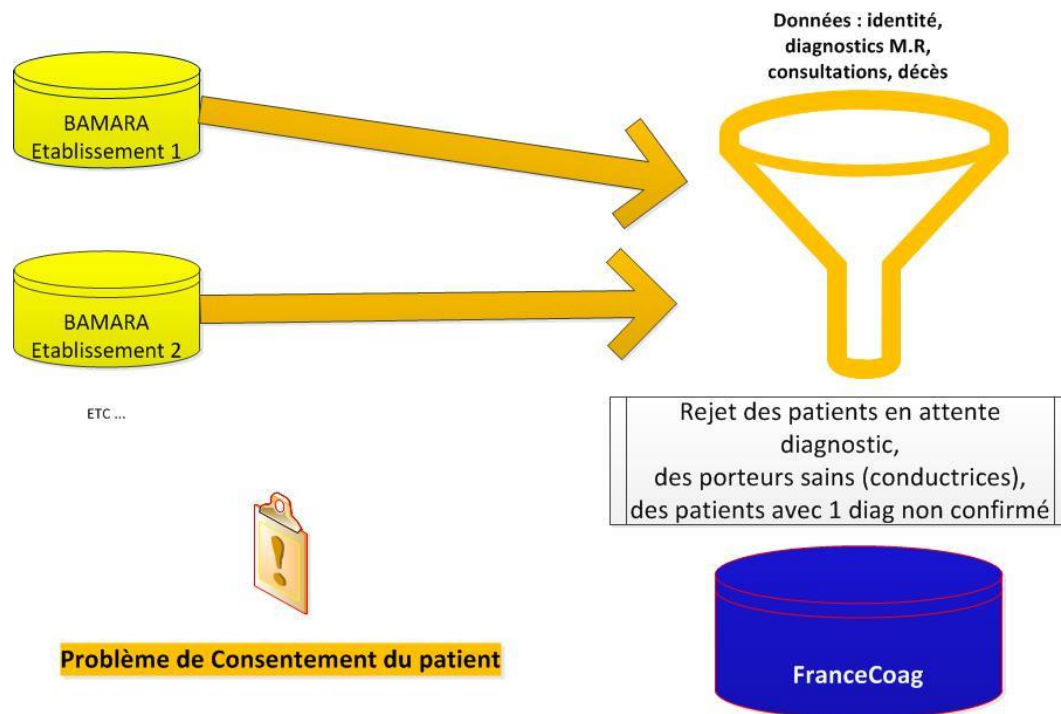 Données : identité,
diagnostics M.R,
consultations, décès
BAMARA
Etablissement 1
BAMARA
Etablissement 2
ETC ...
Rejet des patients en attente
diagnostic,
des porteurs sains (conductrices),
des patients avec 1 diag non confirmé
Problème de Consentement du patient
FranceCoag